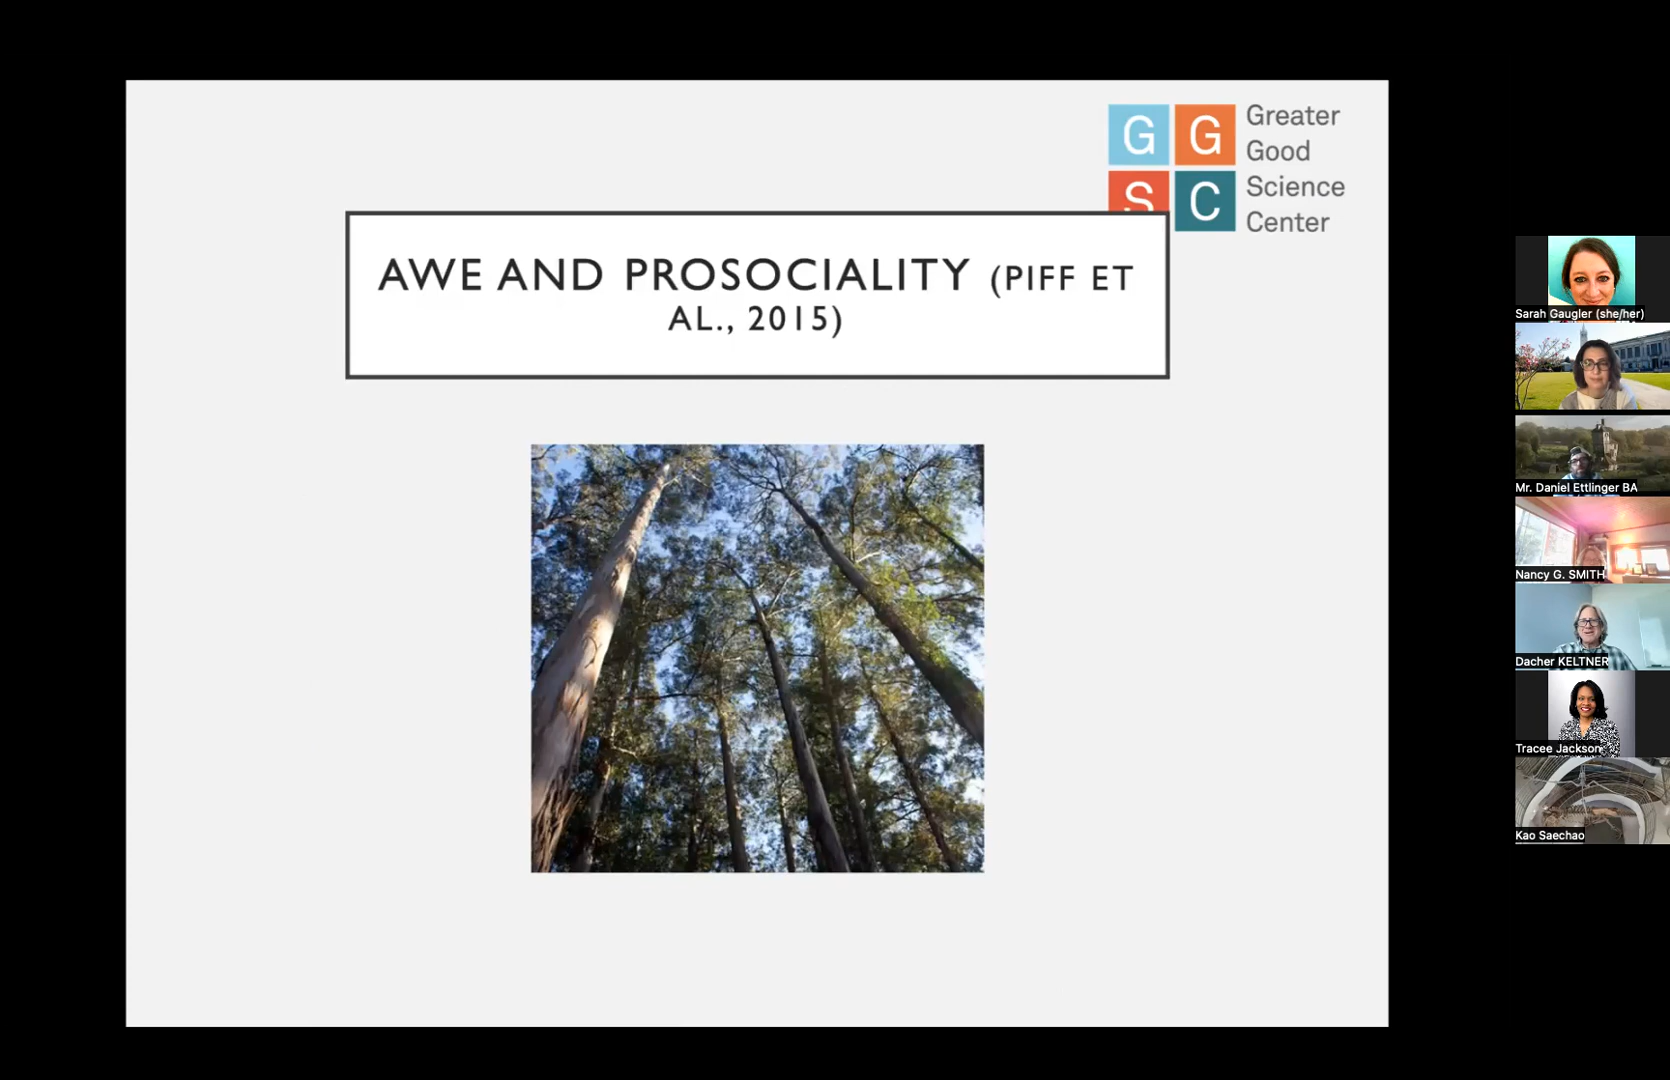 G G
S C
Greater
Good
Science
Center
AWE AND PROSOCIALITY (PIFF ET
AL., 2015)
Sarah Gaugler (she/her)
Mr. Daniel Ettlinger BA
Nancy G. SMITH
Dacher KELTNER
Tracee Jackson
Kao Saechao